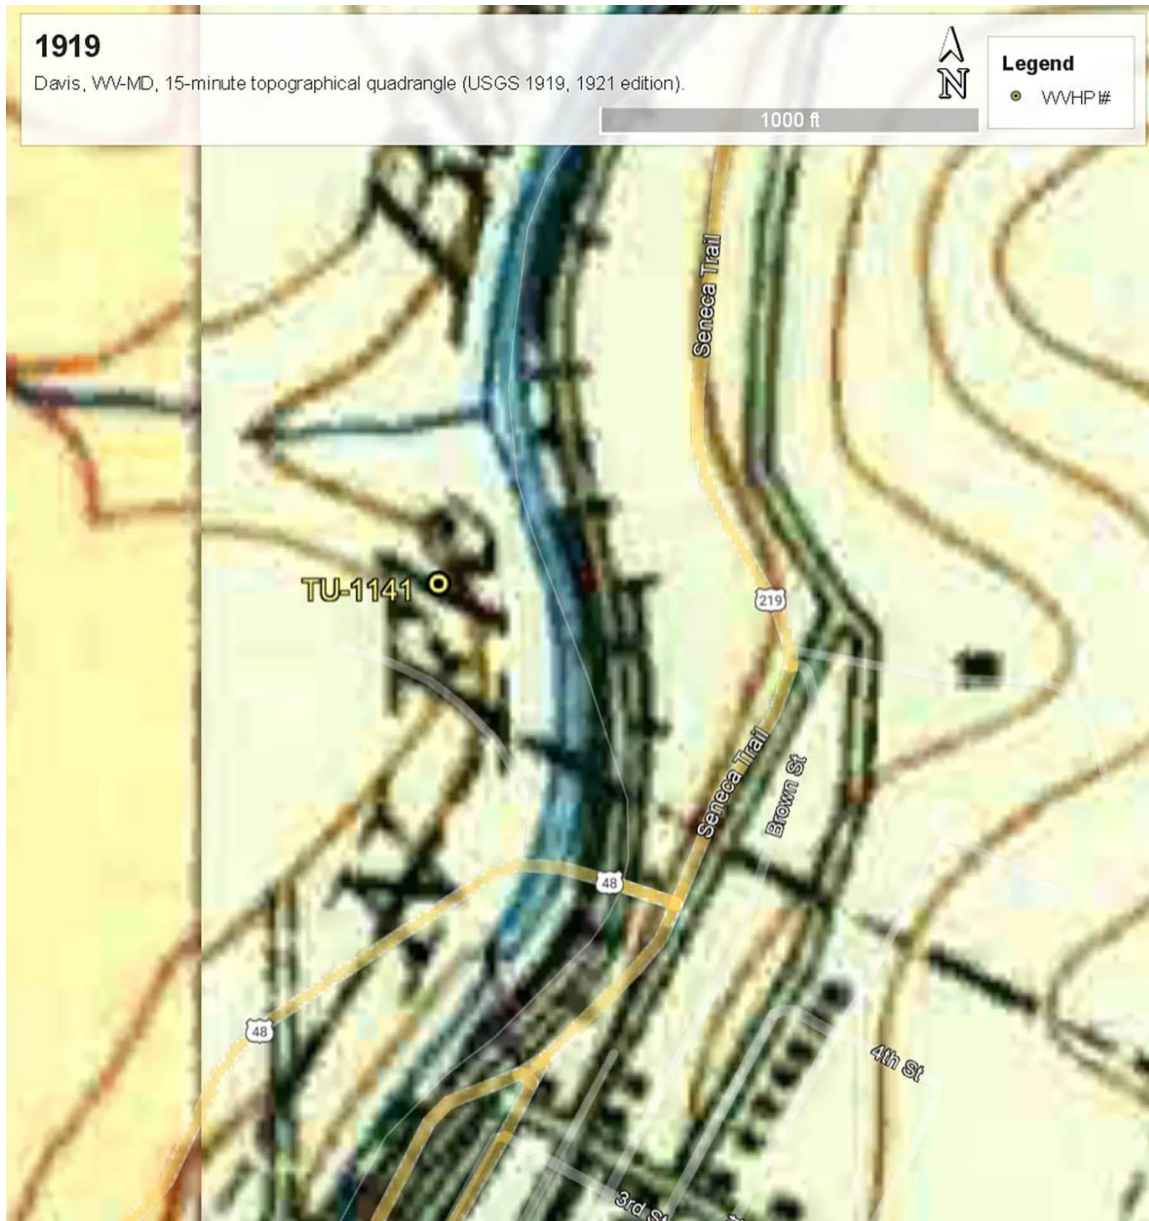 1919
Davis, WV-MD, 15-minute topographical quadrangle (USGS 1919, 1921 edition).
N
1000 ft
Legend
WVHPI#
Seneca Trail
TU-1141
219
Seneca Trail
Brown St
48
48
4th St
3rd St